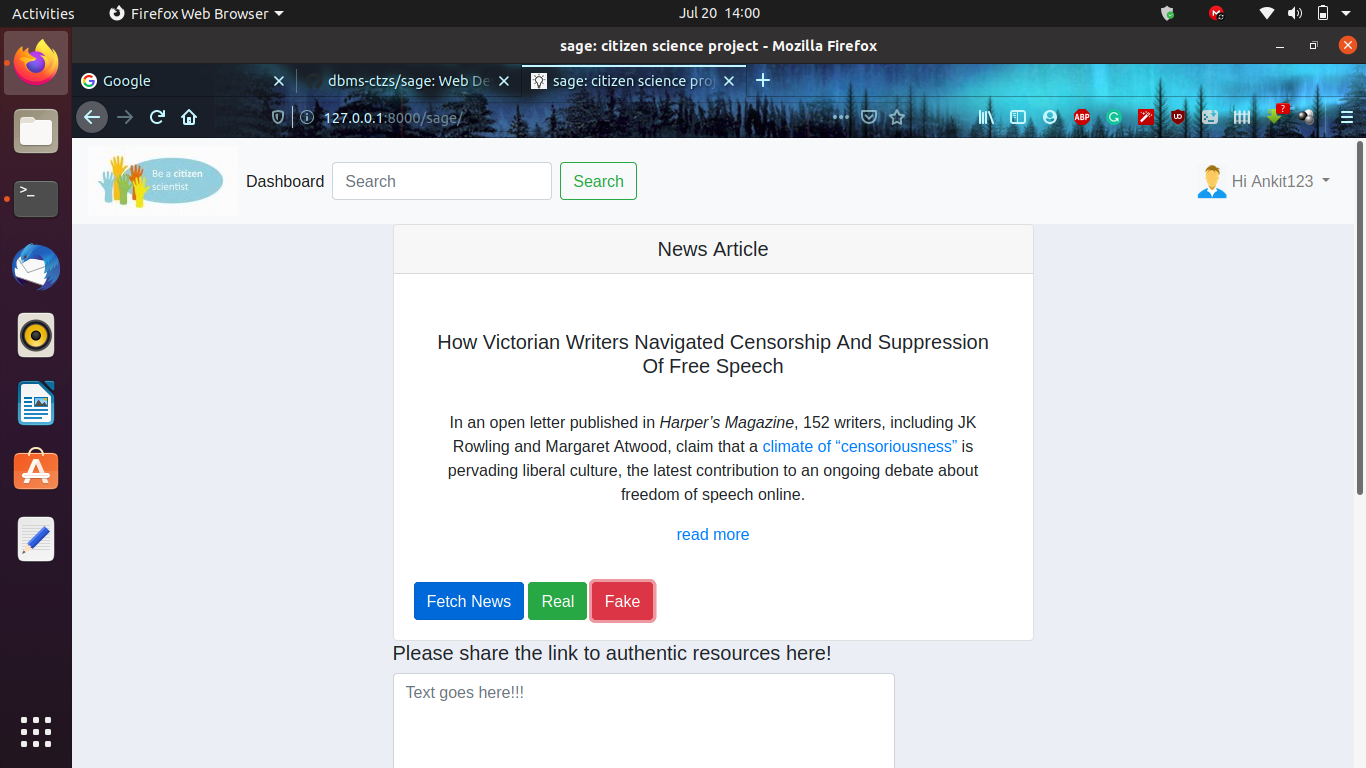 Activities
Firefox Web Browser
Jul 20 14:00
sage: citizen science project - Mozilla Firefox
Google
dbms-ctzs/sage: Web De
sage: citizen science pro
127.0.0.1:8000/sage/
ABP
G
UD
?
Be a citizen
scientist
Dashboard
Search
Search
Hi Ankit123
News Article
How Victorian Writers Navigated Censorship And Suppression
Of Free Speech
In an open letter published in Harper’s Magazine, 152 writers, including JK
Rowling and Margaret Atwood, claim that a climate of “censoriousness” is
pervading liberal culture, the latest contribution to an ongoing debate about
freedom of speech online.
read more
Fetch News
Real
Fake
Please share the link to authentic resources here!
Text goes here!!!